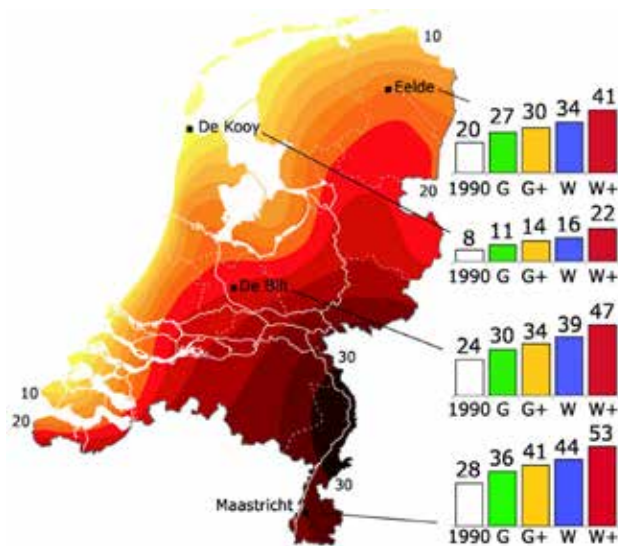 10
Eelde
De Kooy
20
De Bilt
30
10
20
30
Maastricht
20 27 30 34 41
1990 G G+ W W+
8 11 14 16 22
1990 G G+ W W+
24 30 34 39 47
1990 G G+ W W+
28 36 41 44 53
1990 G G+ W W+